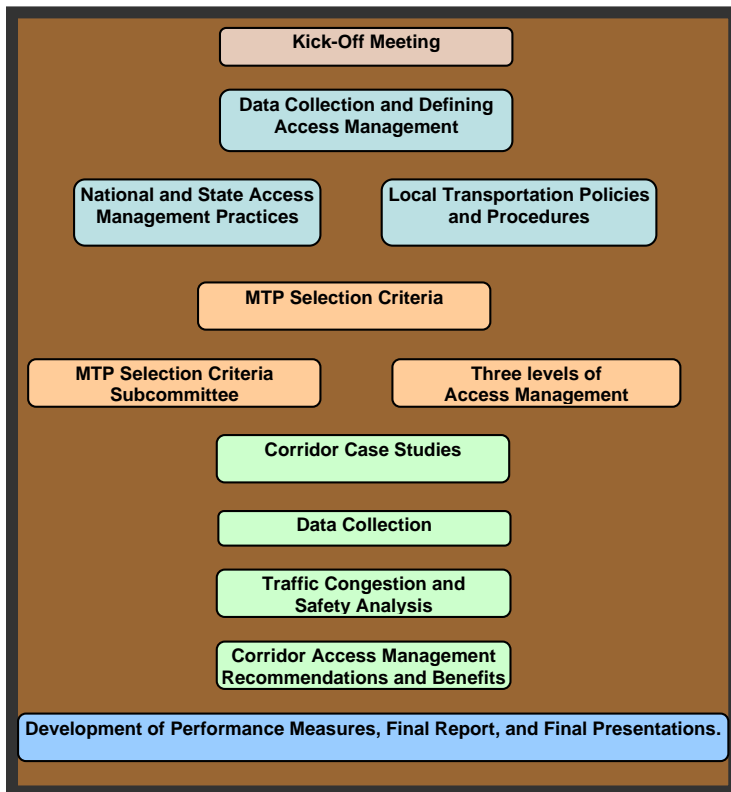 Kick-Off Meeting
Data Collection and Defining
Access Management
National and State Access
Management Practices
Local Transportation Policies
and Procedures
MTP Selection Criteria
MTP Selection Criteria
Subcommittee
Three levels of
Access Management
Corridor Case Studies
Data Collection
Traffic Congestion and
Safety Analysis
Corridor Access Management
Recommendations and Benefits
Development of Performance Measures, Final Report, and Final Presentations.